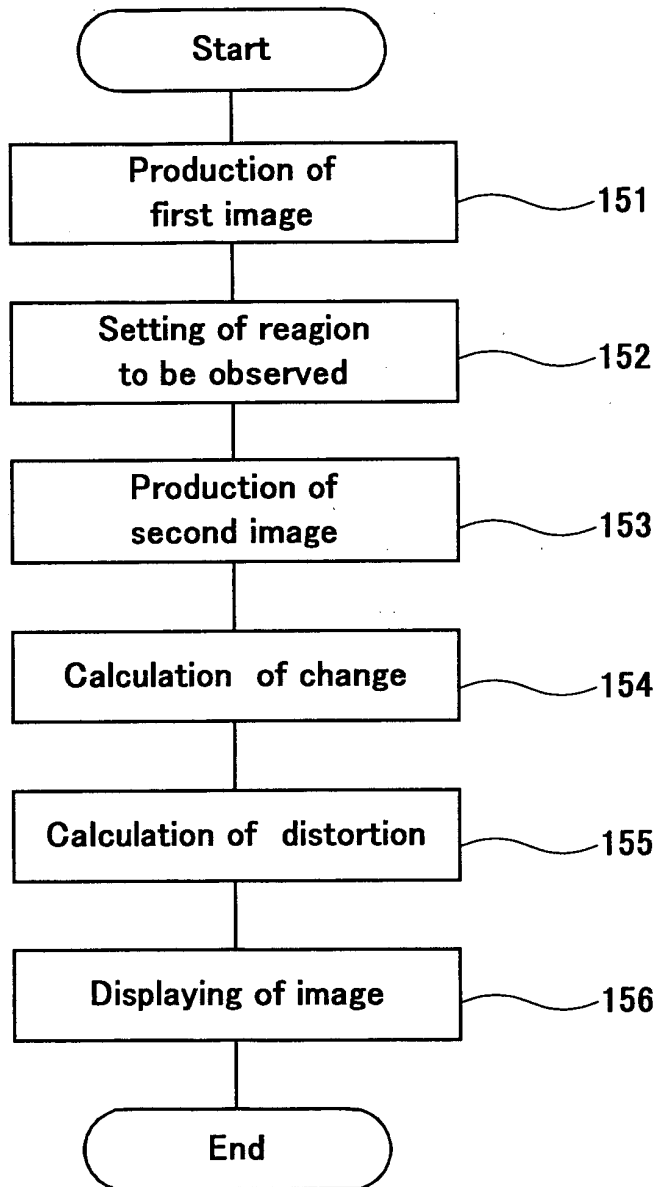 Start
Production of
first image
151
Setting of reagion
to be observed
152
Production of
second image
153
Calculation of change
154
Calculation of distortion
155
Displaying of image
156
End